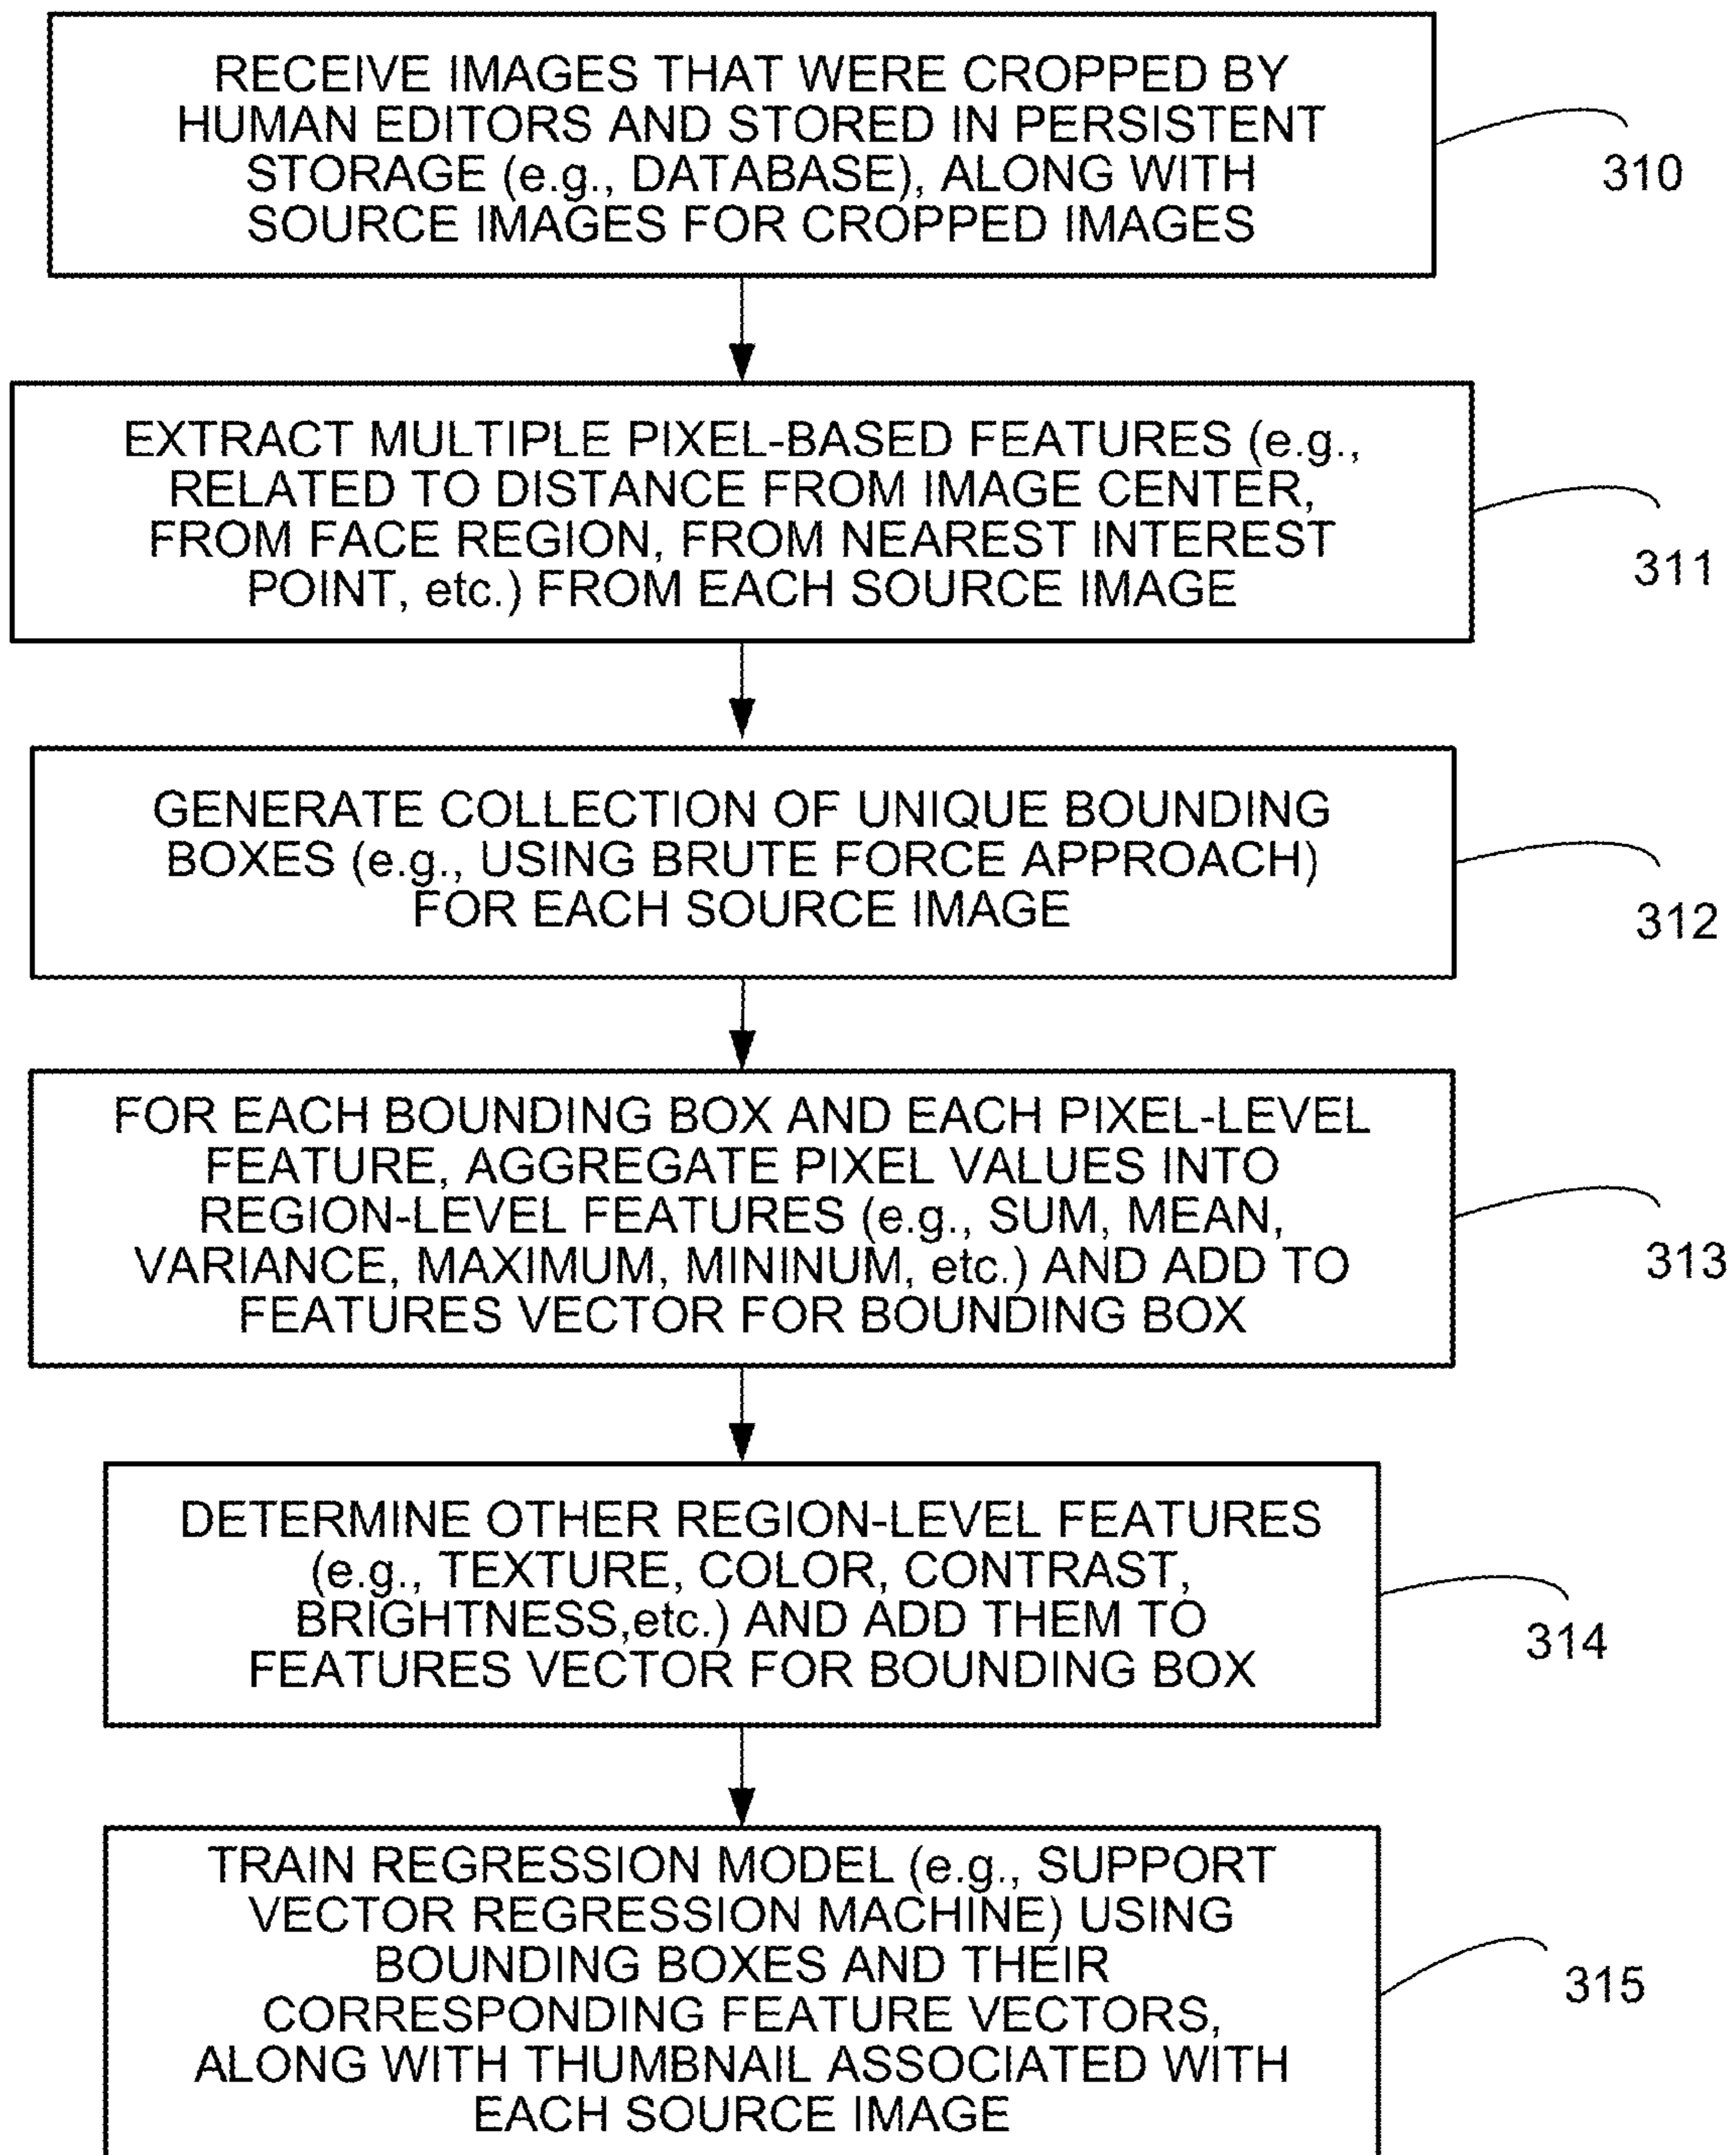 RECEIVE IMAGES THAT WERE CROPPED BY
HUMAN EDITORS AND STORED IN PERSISTENT
STORAGE (e.g., DATABASE), ALONG WITH
SOURCE IMAGES FOR CROPPED IMAGES
310
EXTRACT MULTIPLE PIXEL-BASED FEATURES (e.g.,
RELATED TO DISTANCE FROM IMAGE CENTER,
FROM FACE REGION, FROM NEAREST INTEREST
POINT, etc.) FROM EACH SOURCE IMAGE
311
GENERATE COLLECTION OF UNIQUE BOUNDING
BOXES (e.g., USING BRUTE FORCE APPROACH)
FOR EACH SOURCE IMAGE
312
FOR EACH BOUNDING BOX AND EACH PIXEL-LEVEL
FEATURE, AGGREGATE PIXEL VALUES INTO
REGION-LEVEL FEATURES (e.g., SUM, MEAN,
VARIANCE, MAXIMUM, MININUM, etc.) AND ADD TO
FEATURES VECTOR FOR BOUNDING BOX
313
DETERMINE OTHER REGION-LEVEL FEATURES
(e.g., TEXTURE, COLOR, CONTRAST,
BRIGHTNESS,etc.) AND ADD THEM TO
FEATURES VECTOR FOR BOUNDING BOX
314
TRAIN REGRESSION MODEL (e.g., SUPPORT
VECTOR REGRESSION MACHINE) USING
BOUNDING BOXES AND THEIR
CORRESPONDING FEATURE VECTORS,
ALONG WITH THUMBNAIL ASSOCIATED WITH
EACH SOURCE IMAGE
315